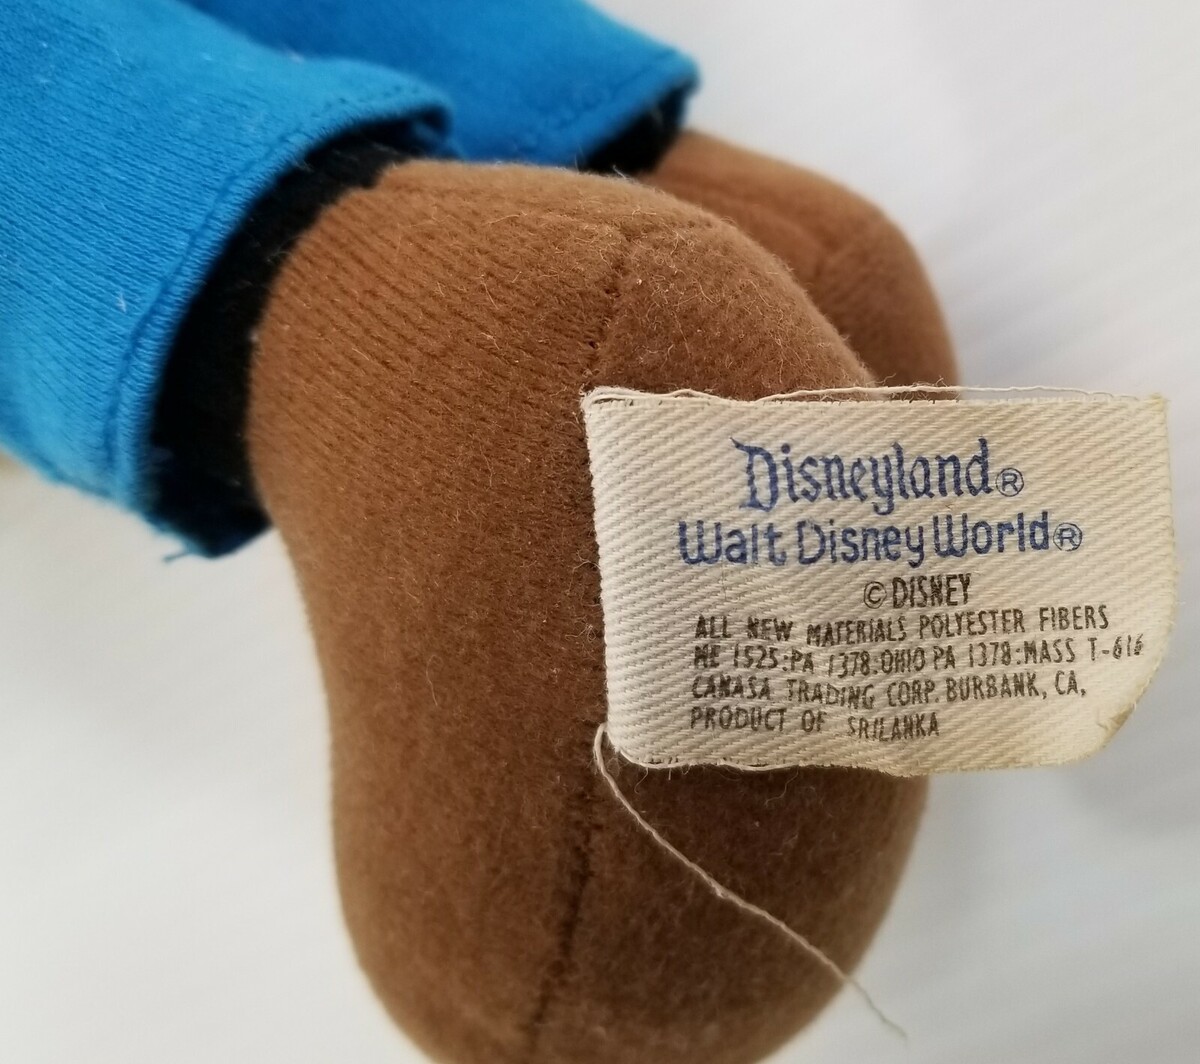 Disneyland®
Walt Disney World®
© DISNEY
ALL NEW MATERIALS POLYESTER FIBERS
ME 1525:PA 1378.OHIO PA 1378:MASS T-616
CANASA TRADING CORP. BURBANK, CA,
PRODUCT OF SRILANKA